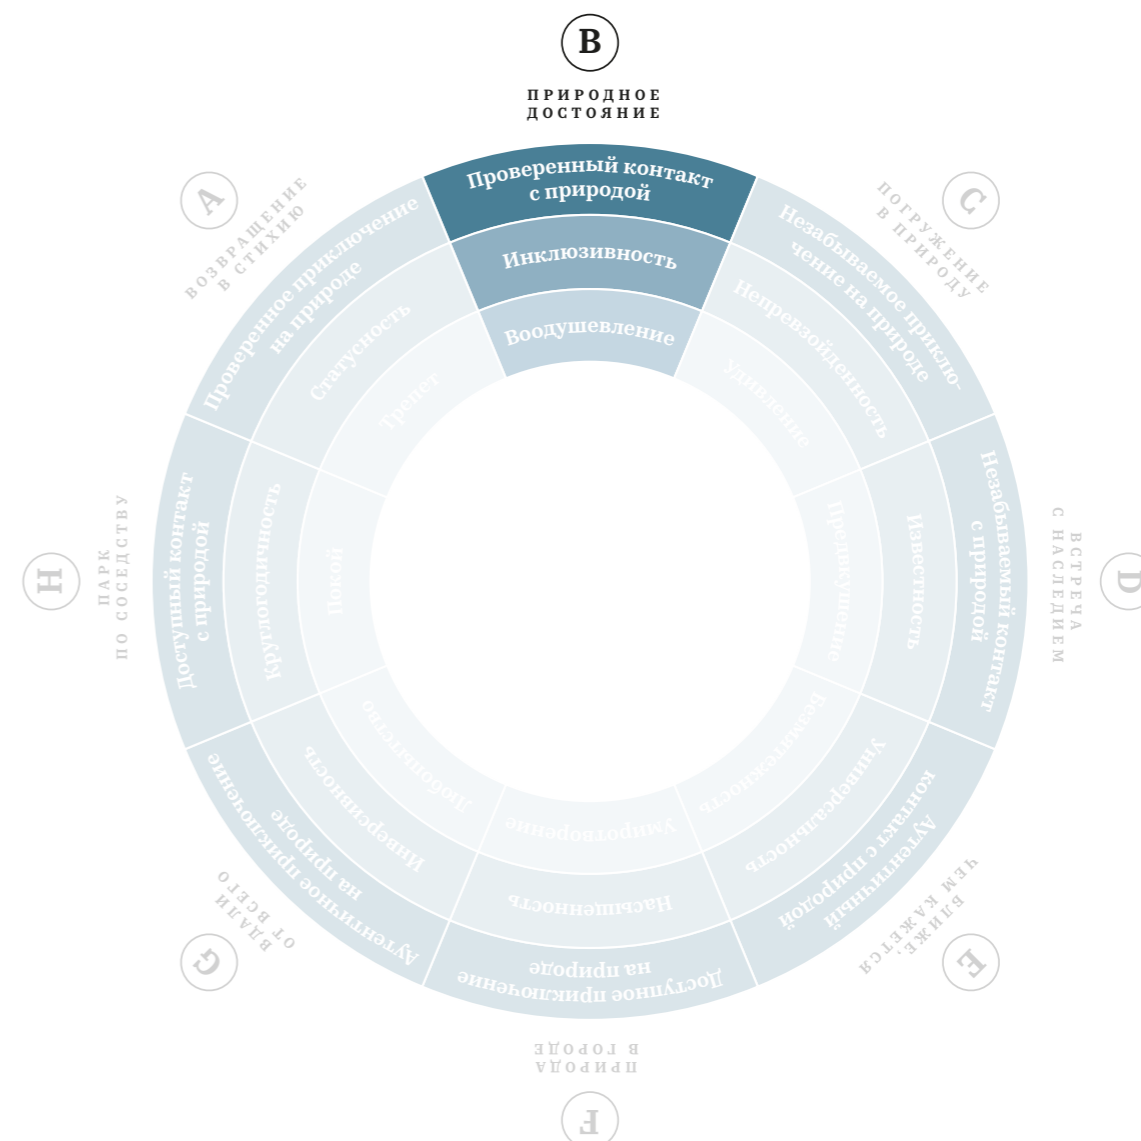 B
ПРИРОДНОЕ
ДОСТОЯНИЕ
Проверенный контакт
с природой
Инклюзивность
Воодушевление
C
ПОГРУЖЕНИЕ
В ПРИРОДУ
Незабываемое приклю-
чение на природе
Непревзойденность
Удивление
D
ВСТРЕЧА
С НАСЛЕДИЕМ
Незабываемый контакт
с природой
Известность
Предвкушение
E
БЛИЖЕ,
ЧЕМ КАЖЕТСЯ
Аутентичный
контакт с природой
Универсальность
Безмятежность
F
ПРИРОДА
В ГОРОДЕ
Доступное приключение
на природе
Насыщенность
Умиротворение
G
ВДАЛИ
ОТ ВСЕГО
Аутентичное приключение
на природе
Инверсивность
Любопытство
H
ПАРК
ПО СОСЕДСТВУ
Доступный контакт
с природой
Круглогодичность
Покой
A
ВОЗВРАЩЕНИЕ
В СТИХИЮ
Проверенное приключение
на природе
Статусность
Трепет